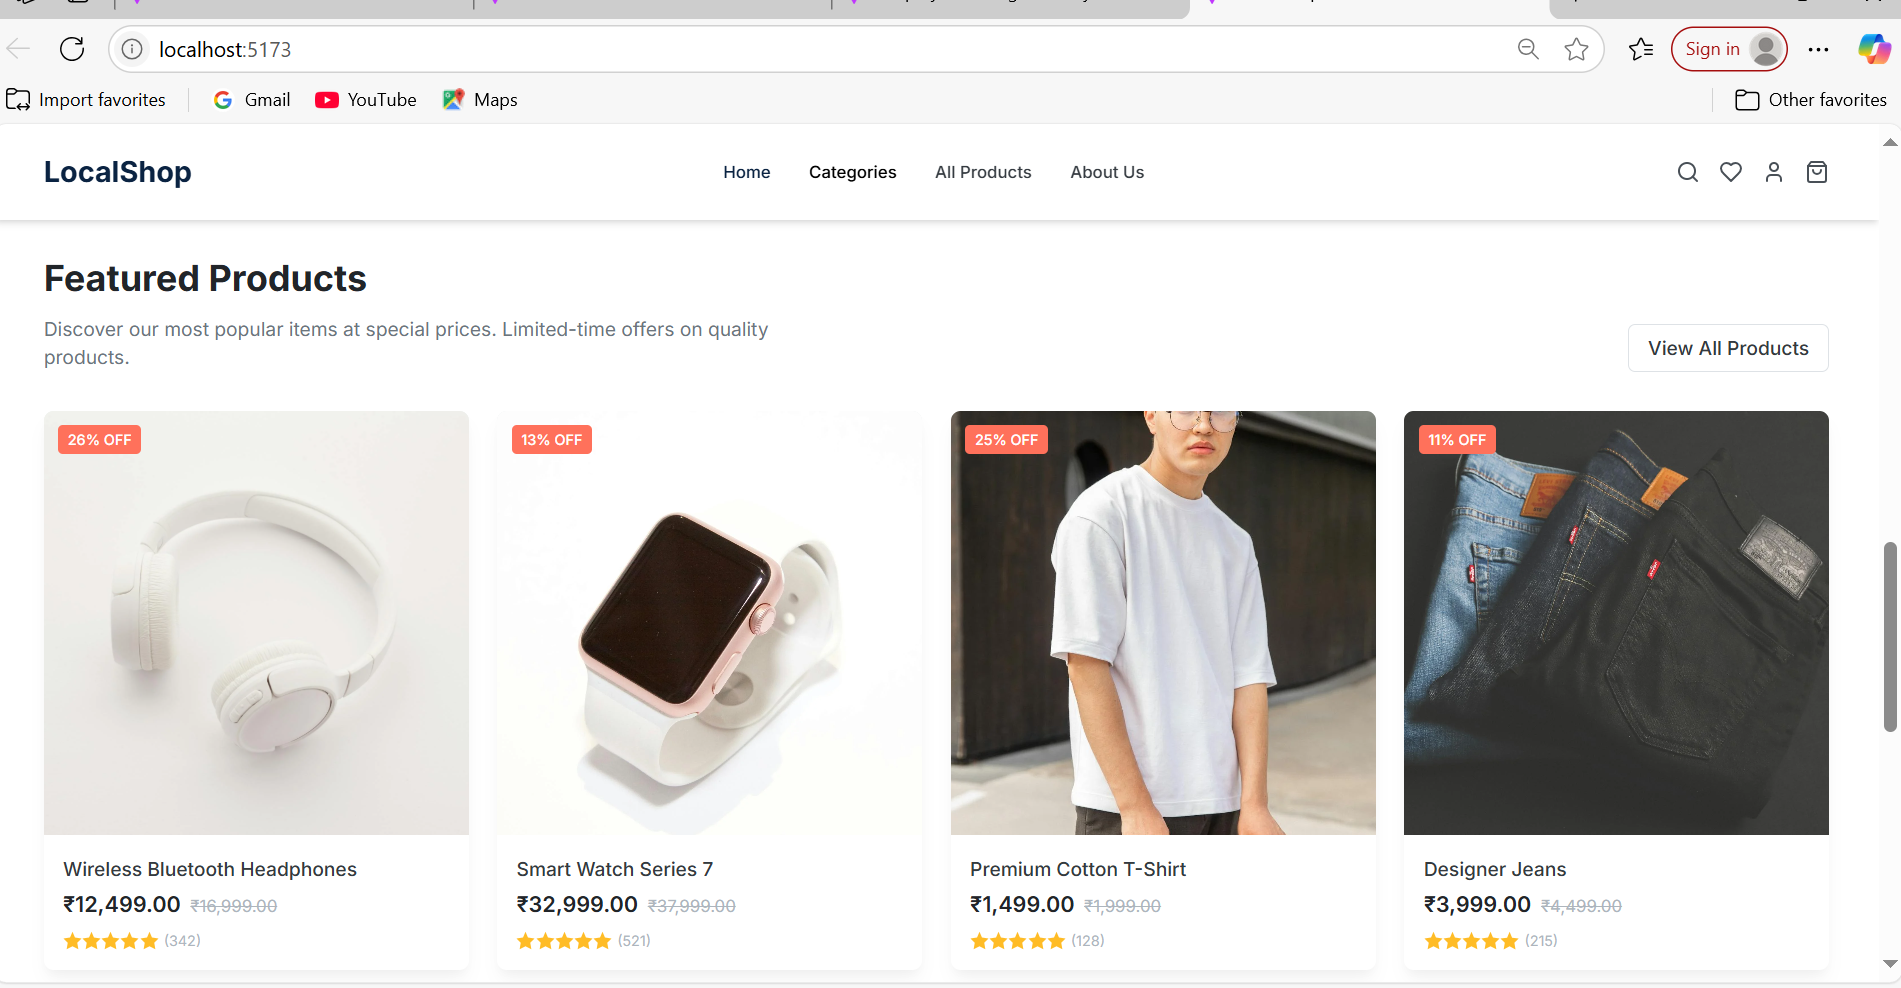 localhost:5173
Sign in
Import favorites
Gmail
YouTube
Maps
Other favorites
LocalShop
Home
Categories
All Products
About Us
Featured Products
Discover our most popular items at special prices. Limited-time offers on quality
products.
View All Products
26% OFF
13% OFF
25% OFF
11% OFF
Wireless Bluetooth Headphones
₹12,499.00 ₹16,999.00
(342)
Smart Watch Series 7
₹32,999.00 ₹37,999.00
(521)
Premium Cotton T-Shirt
₹1,499.00 ₹1,999.00
(128)
Designer Jeans
₹3,999.00 ₹4,499.00
(215)